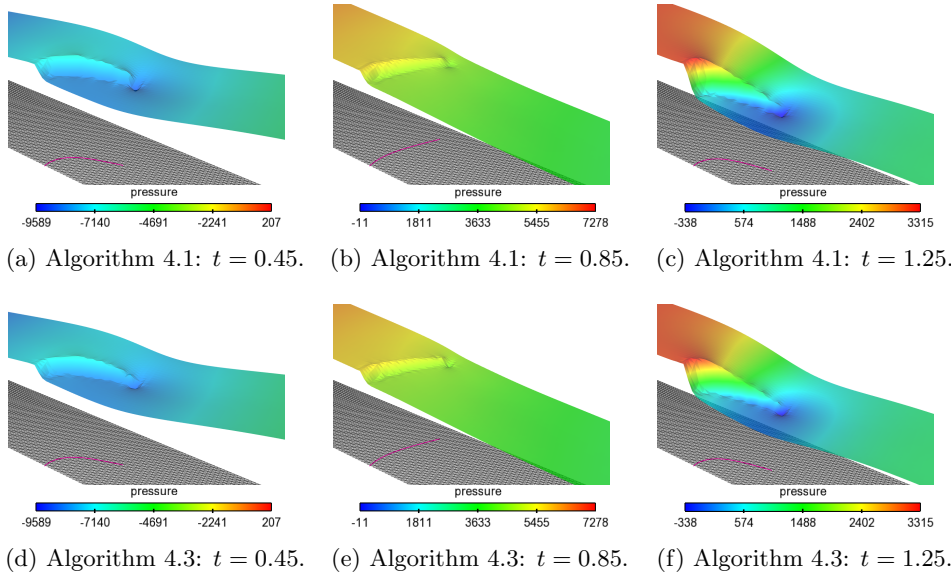 pressure pressure pressure
-9589 -7140 -4691 -2241 207 -11 1811 3633 5455 7278 -338 574 1488 2402 3315
(a) Algorithm 4.1: t = 0.45. (b) Algorithm 4.1: t = 0.85. (c) Algorithm 4.1: t = 1.25.
pressure pressure pressure
-9589 -7140 -4691 -2241 207 -11 1811 3633 5455 7278 -338 574 1488 2402 3315
(d) Algorithm 4.3: t = 0.45. (e) Algorithm 4.3: t = 0.85. (f) Algorithm 4.3: t = 1.25.